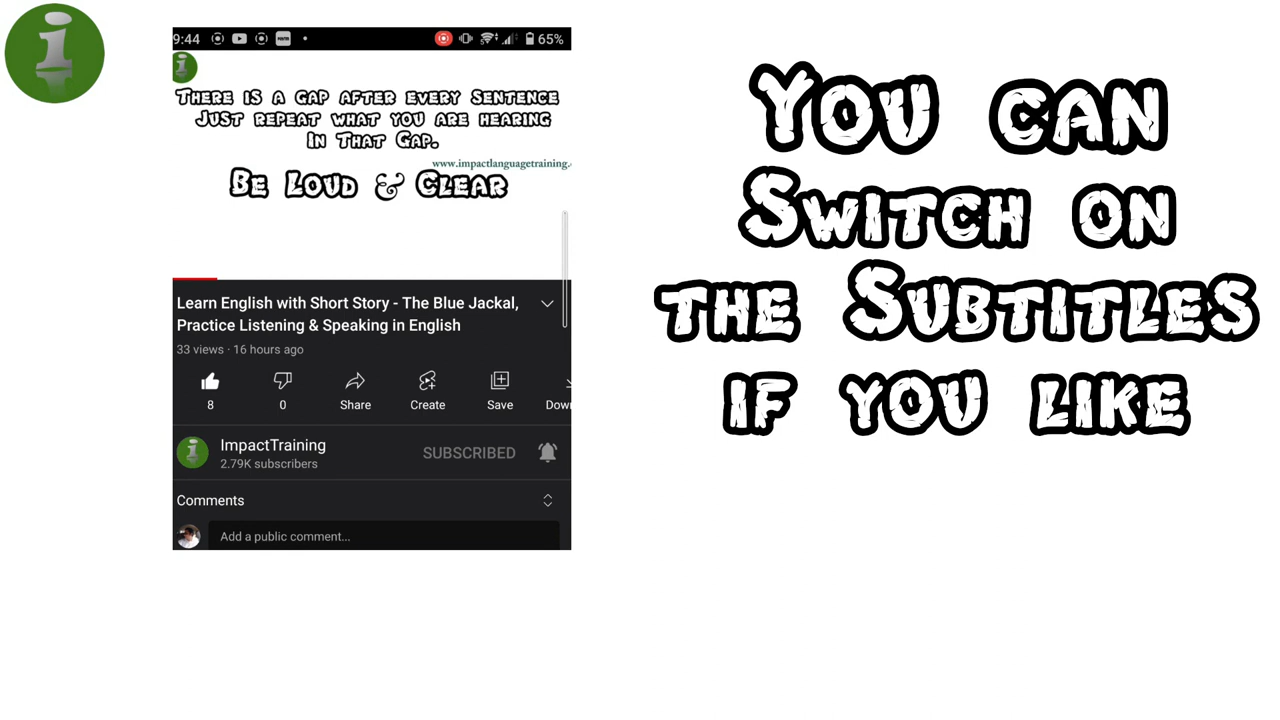 9:44
65%
There is a gap after every Sentence
Just repeat what you are hearing
In That Gap.
www.impactlanguagetraining.
Be Loud & Clear
Learn English with Short Story - The Blue Jackal,
Practice Listening & Speaking in English
33 views · 16 hours ago
8
0
Share
Create
Save
Down
ImpactTraining
SUBSCRIBED
2.79K subscribers
Comments
Add a public comment...
You can
Switch on
the Subtitles
if you like